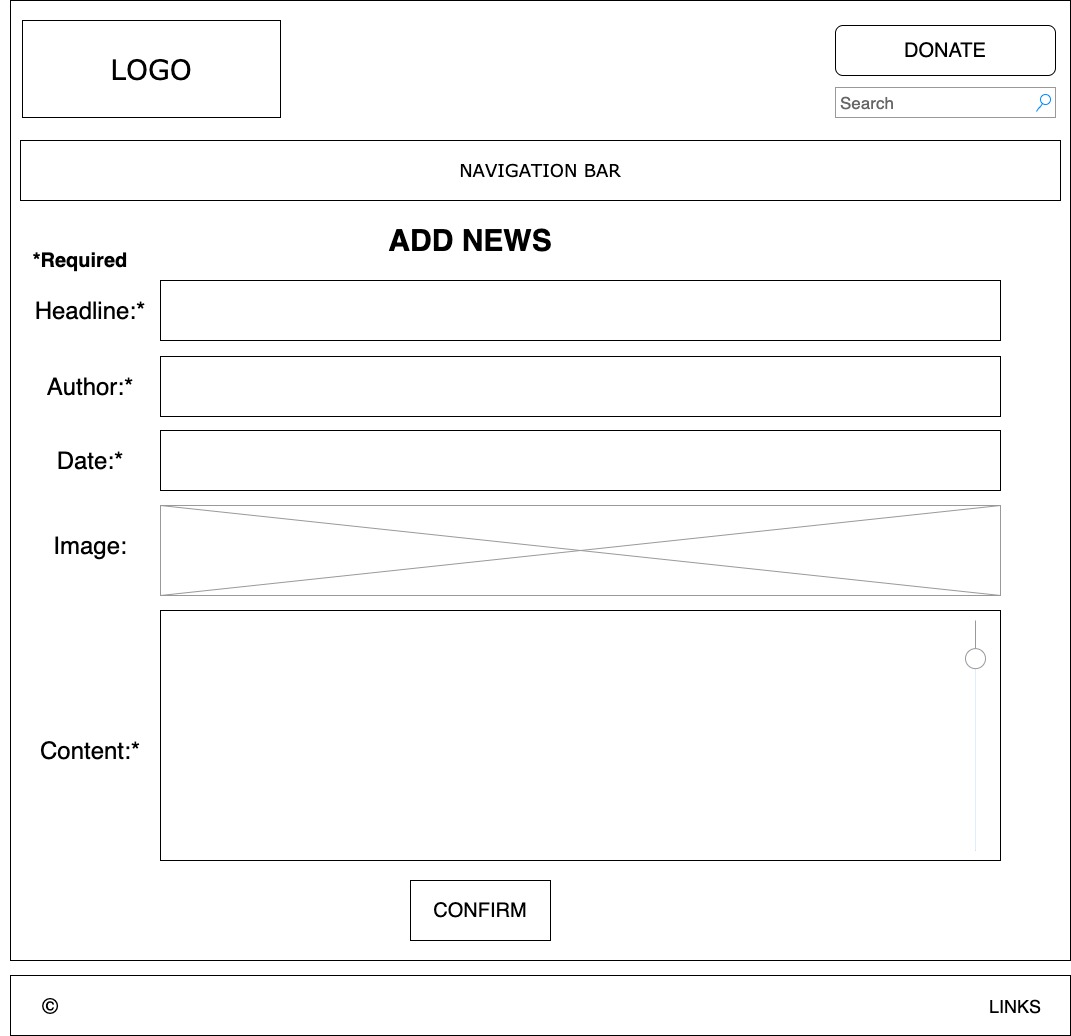 LOGO
DONATE
Search
NAVIGATION BAR
ADD NEWS
*Required
Headline:*
Author:*
Date:*
Image:
Content:*
CONFIRM
©
LINKS